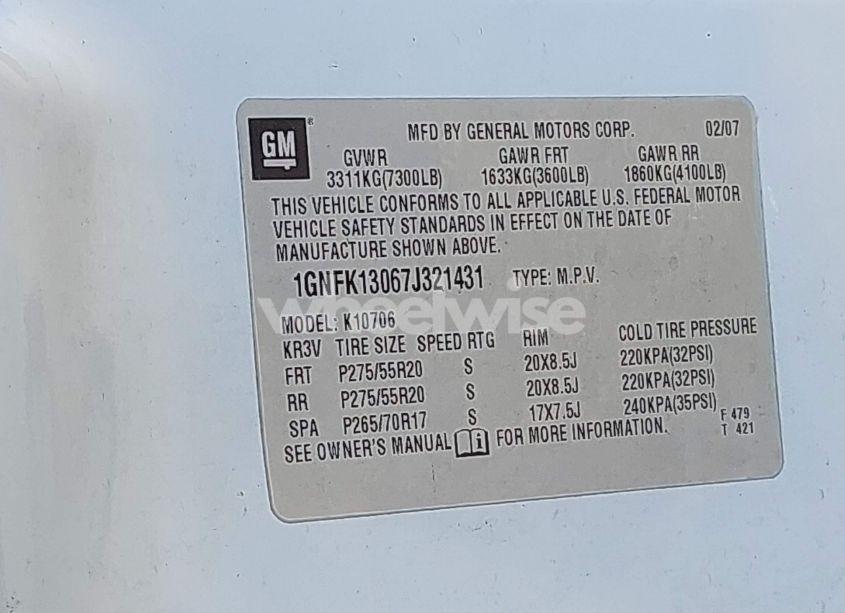 GM ® MFD BY GENERAL MOTORS CORP. 02/07
GVWR GAWR FRT GAWR RR
3311KG(7300LB) 1633KG(3600LB) 1860KG(4100LB)
THIS VEHICLE CONFORMS TO ALL APPLICABLE U.S. FEDERAL MOTOR
VEHICLE SAFETY STANDARDS IN EFFECT ON THE DATE OF
MANUFACTURE SHOWN ABOVE.
1GNFK13067J321431 TYPE: M.P.V.
wheelwise
MODEL: K10706
KR3V TIRE SIZE SPEED RTG RIM COLD TIRE PRESSURE
FRT P275/55R20 S 20X8.5J 220KPA(32PSI)
RR P275/55R20 S 20X8.5J 220KPA(32PSI)
SPA P265/70R17 S 17X7.5J 240KPA(35PSI)
SEE OWNER'S MANUAL i FOR MORE INFORMATION. F 479
T 421